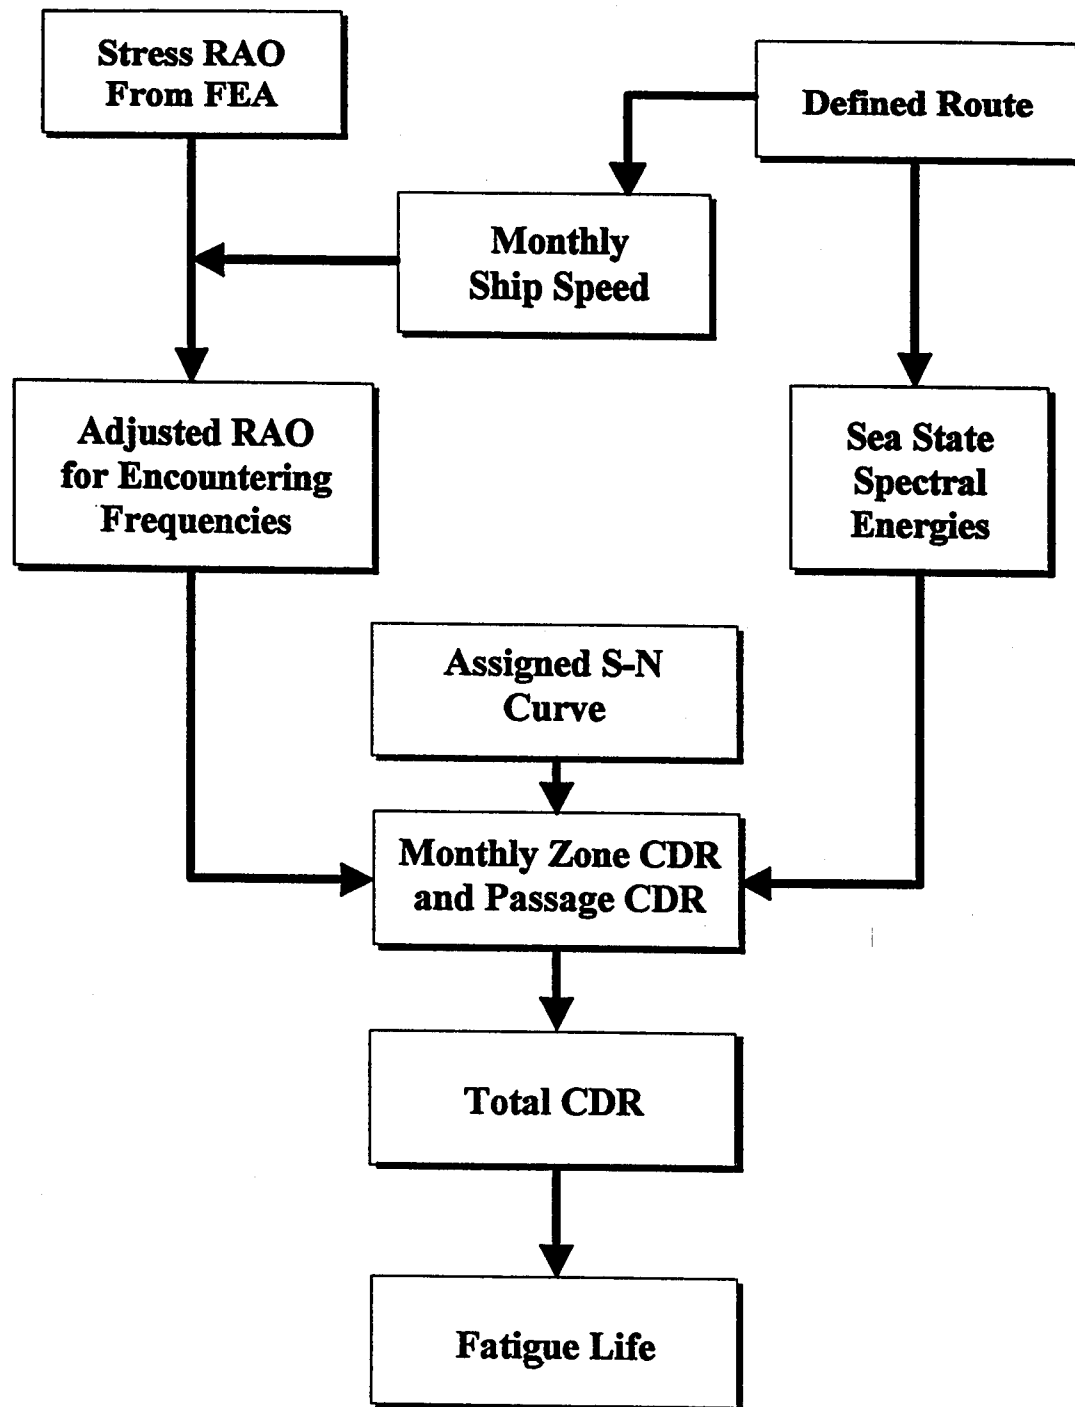 Stress RAO
From FEA
Defined Route
Monthly
Ship Speed
Adjusted RAO
for Encountering
Frequencies
Sea State
Spectral
Energies
Assigned S-N
Curve
Monthly Zone CDR
and Passage CDR
Total CDR
Fatigue Life